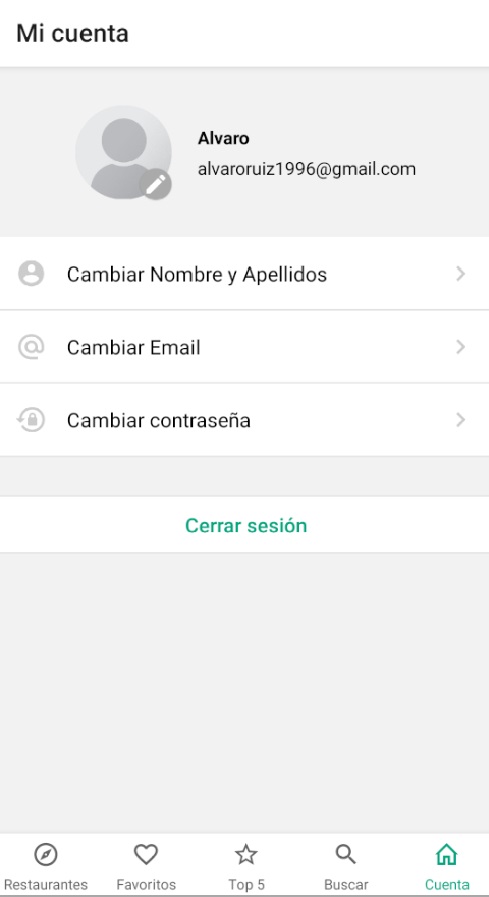 Mi cuenta
Alvaro
alvaroruiz1996@gmail.com
Cambiar Nombre y Apellidos
Cambiar Email
Cambiar contraseña
Cerrar sesión
Restaurantes
Favoritos
Top 5
Buscar
Cuenta